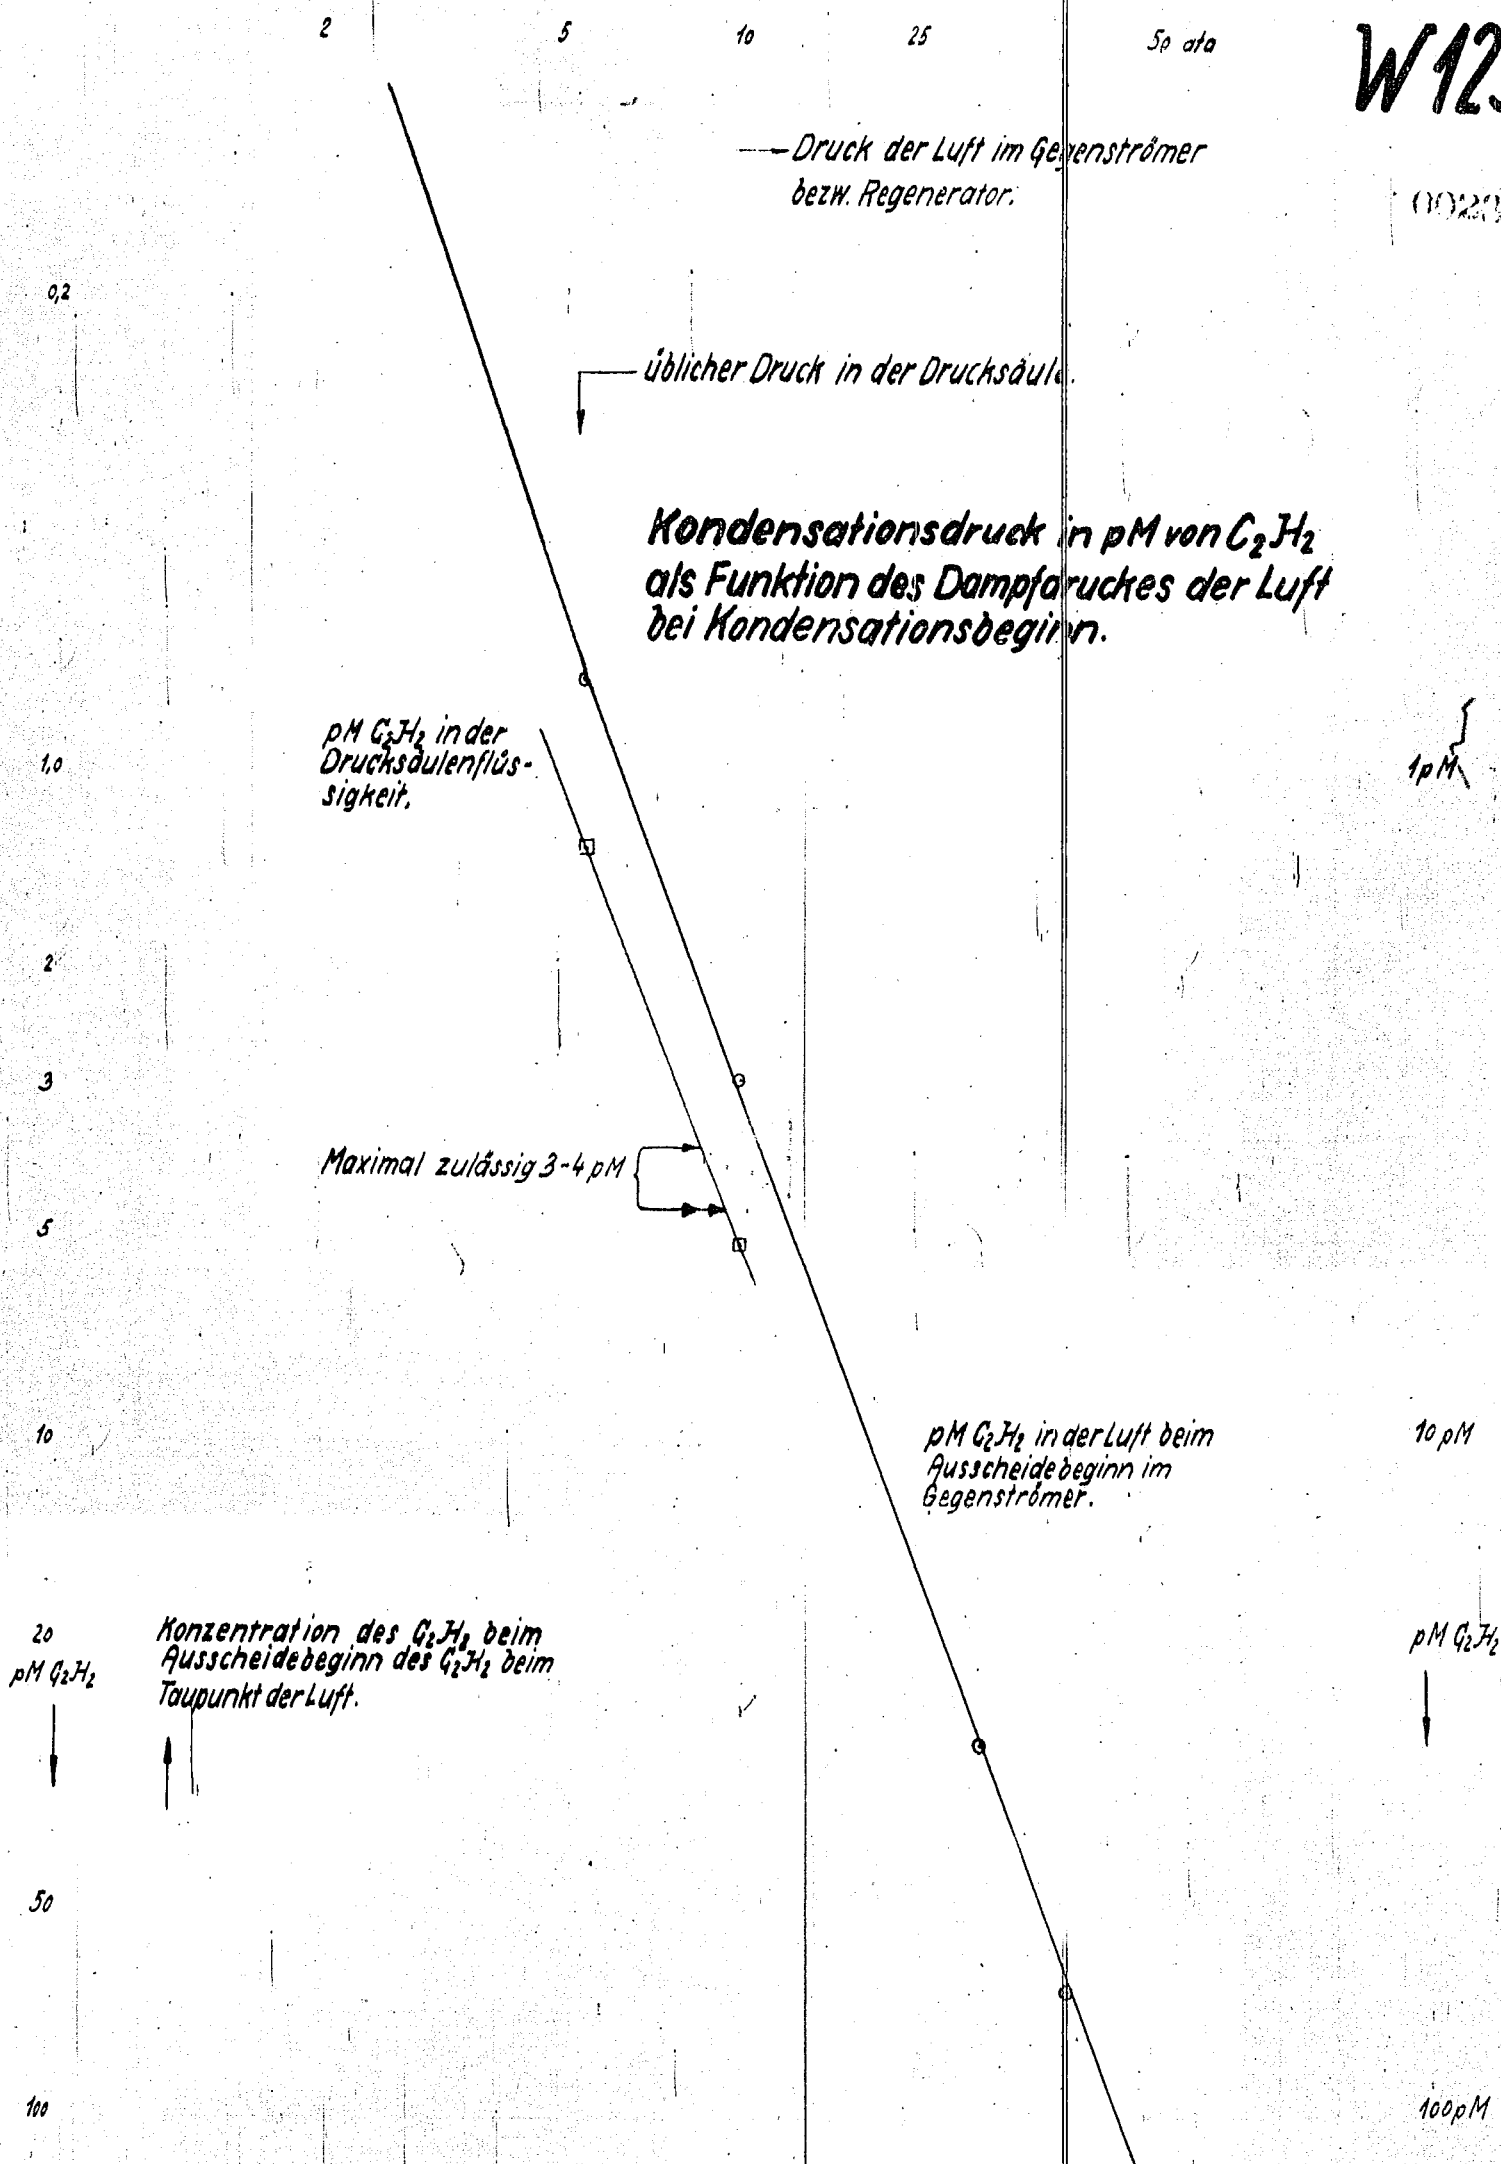 2 5 10 25 50 ata
W 12
Druck der Luft im Gegenströmer
bezw. Regenerator.
0,2
üblicher Druck in der Drucksäule.
Kondensationsdruck in pM von C₂H₂
als Funktion des Dampfdruckes der Luft
bei Kondensationsbeginn.
pM C₂H₂ in der
Drucksäulenflüs-
sigkeit.
1,0
1pM
2
3
Maximal zulässig 3-4 pM
5
10
pM C₂H₂ in der Luft beim
Ausscheidebeginn im
Gegenströmer.
10 pM
20
pM C₂H₂
Konzentration des C₂H₂ beim
Ausscheidebeginn des C₂H₂ beim
Taupunkt der Luft.
pM C₂H₂
50
100
100pM